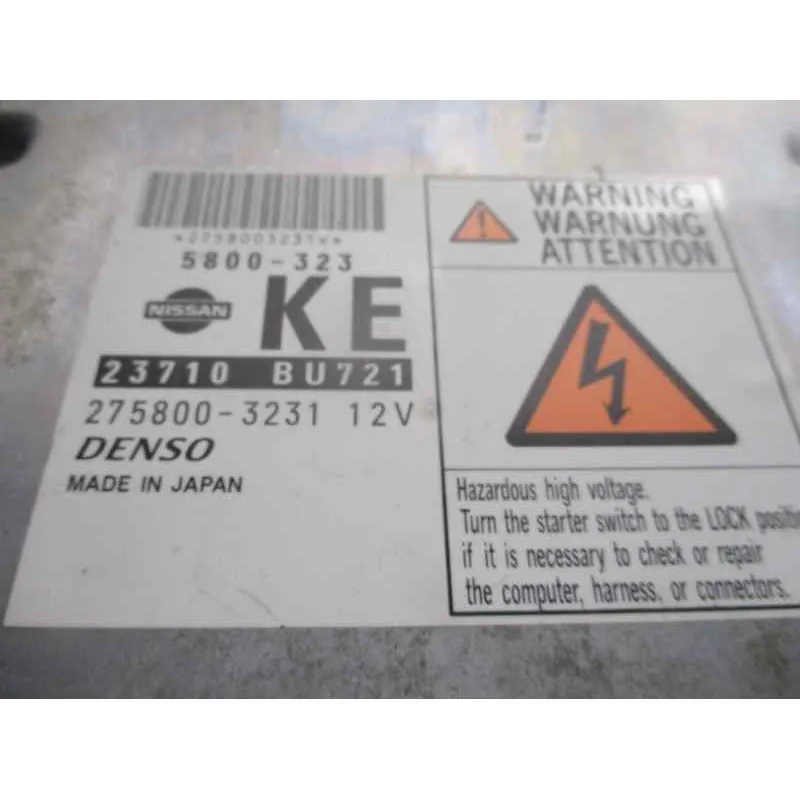 *2758003231V*
5800-323
NISSAN
KE
23710 BU721
275800-3231 12V
DENSO
MADE IN JAPAN
WARNING
WARNUNG
ATTENTION
Hazardous high voltage.
Turn the starter switch to the LOCK position
if it is necessary to check or repair
the computer, harness, or connectors.